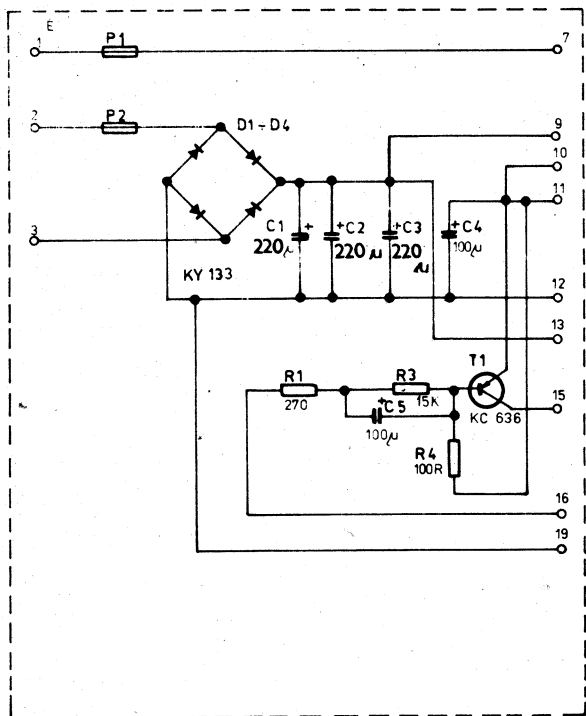 E
1
P1
7
2
P2
D1 ÷ D4
9
10
11
3
C1 +
220µ
+C2
220 µ
+C3
220
µ
+C4
100µ
KY 133
12
13
T1
R1
270
R3
15K
+C5
100µ
KC 636
15
R4
100R
16
19